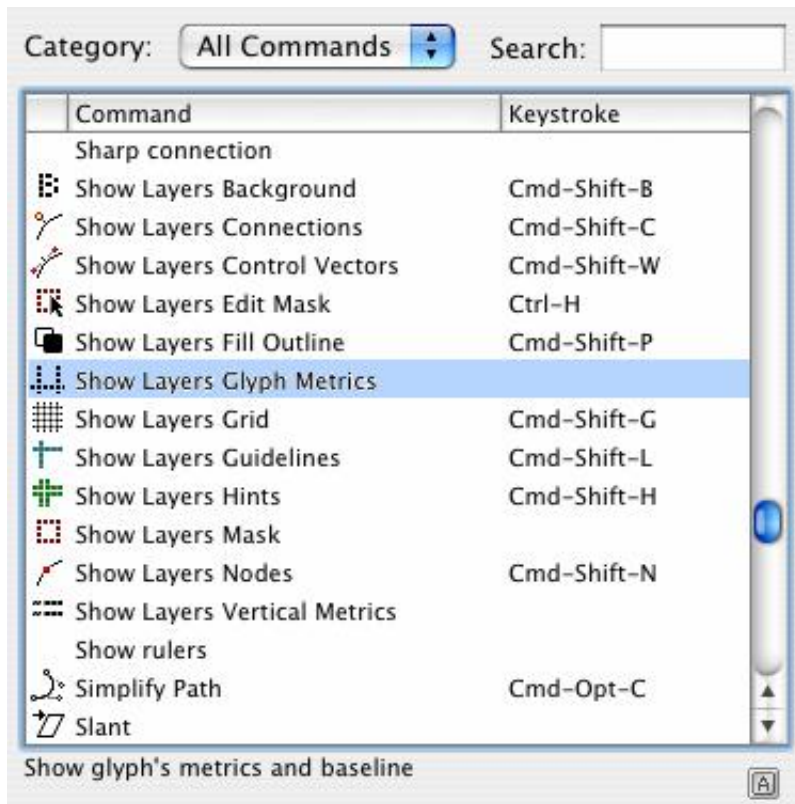 Category: All Commands Search:
Command Keystroke
Sharp connection
Show Layers Background Cmd-Shift-B
Show Layers Connections Cmd-Shift-C
Show Layers Control Vectors Cmd-Shift-W
Show Layers Edit Mask Ctrl-H
Show Layers Fill Outline Cmd-Shift-P
Show Layers Glyph Metrics
Show Layers Grid Cmd-Shift-G
Show Layers Guidelines Cmd-Shift-L
Show Layers Hints Cmd-Shift-H
Show Layers Mask
Show Layers Nodes Cmd-Shift-N
Show Layers Vertical Metrics
Show rulers
Simplify Path Cmd-Opt-C
Slant
Show glyph's metrics and baseline
A